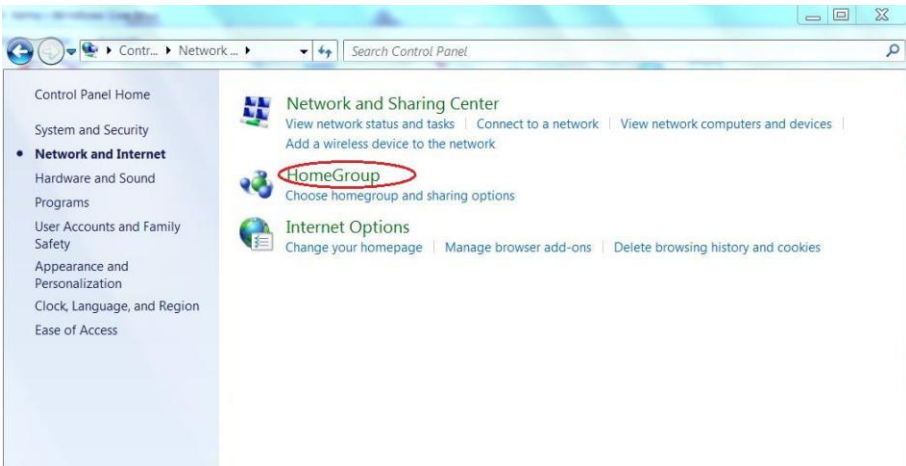 Contr... Network ...
Search Control Panel
Control Panel Home
System and Security
Network and Internet
Hardware and Sound
Programs
User Accounts and Family
Safety
Appearance and
Personalization
Clock, Language, and Region
Ease of Access
Network and Sharing Center
View network status and tasks Connect to a network View network computers and devices
Add a wireless device to the network
HomeGroup
Choose homegroup and sharing options
Internet Options
Change your homepage Manage browser add-ons Delete browsing history and cookies